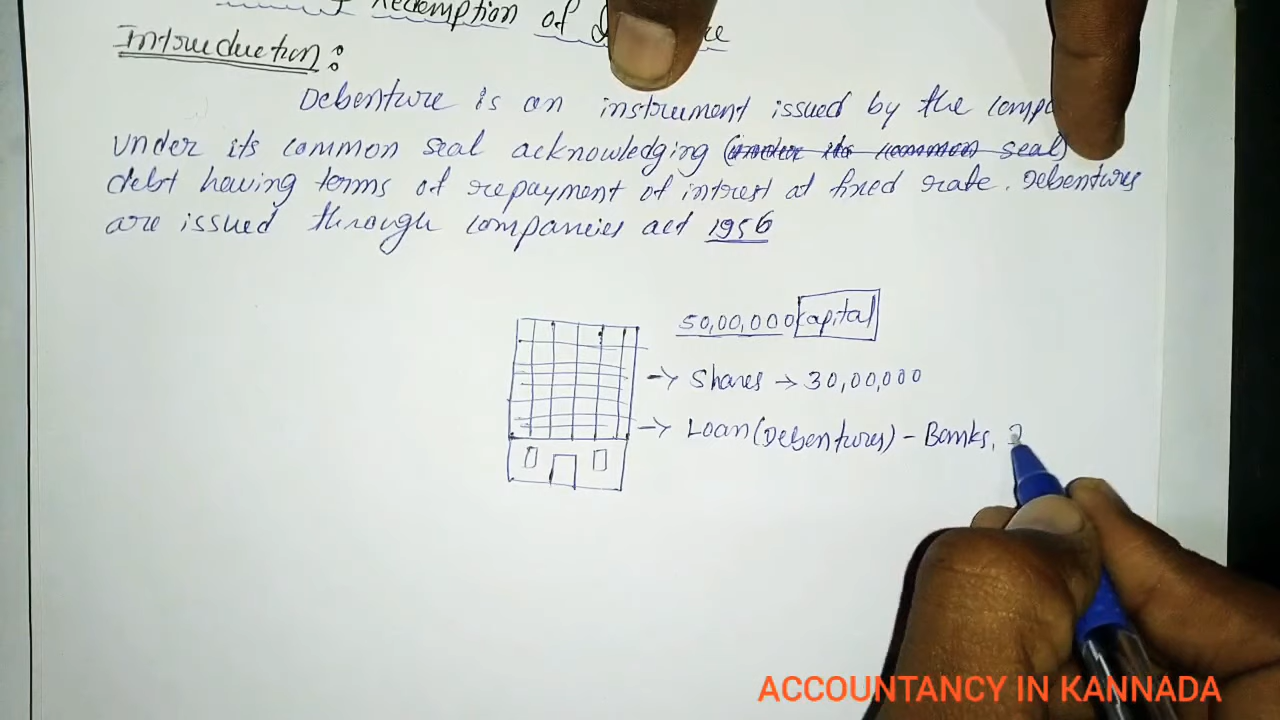 Redemption of
Introduction :
Debenture is an instrument issued by the
under its common seal acknowledging (under its common seal)
debt having terms of repayment of intrest at fixed rate. Debentures
are issued through companies act 1956
50,00,000 capital
→ Shares → 30,00,000
→ Loan (Debentures) - Banks,
ACCOUNTANCY IN KANNADA